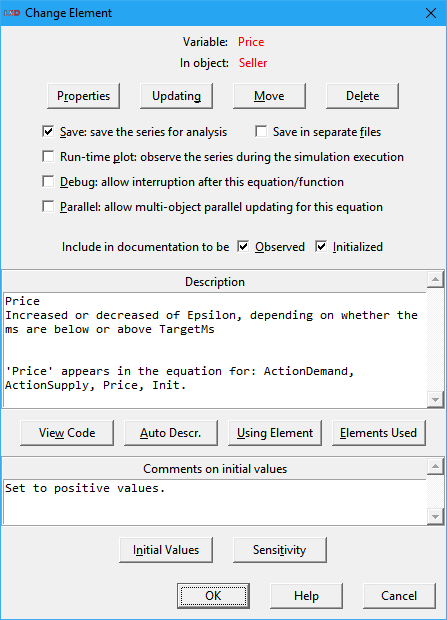 LSD Change Element
Variable: Price
In object: Seller
Properties Updating Move Delete
Save: save the series for analysis Save in separate files
Run-time plot: observe the series during the simulation execution
Debug: allow interruption after this equation/function
Parallel: allow multi-object parallel updating for this equation
Include in documentation to be Observed Initialized
Description
Price
Increased or decreased of Epsilon, depending on whether the
ms are below or above TargetMs
'Price' appears in the equation for: ActionDemand,
ActionSupply, Price, Init.
View Code Auto Descr. Using Element Elements Used
Comments on initial values
Set to positive values.
Initial Values Sensitivity
OK Help Cancel